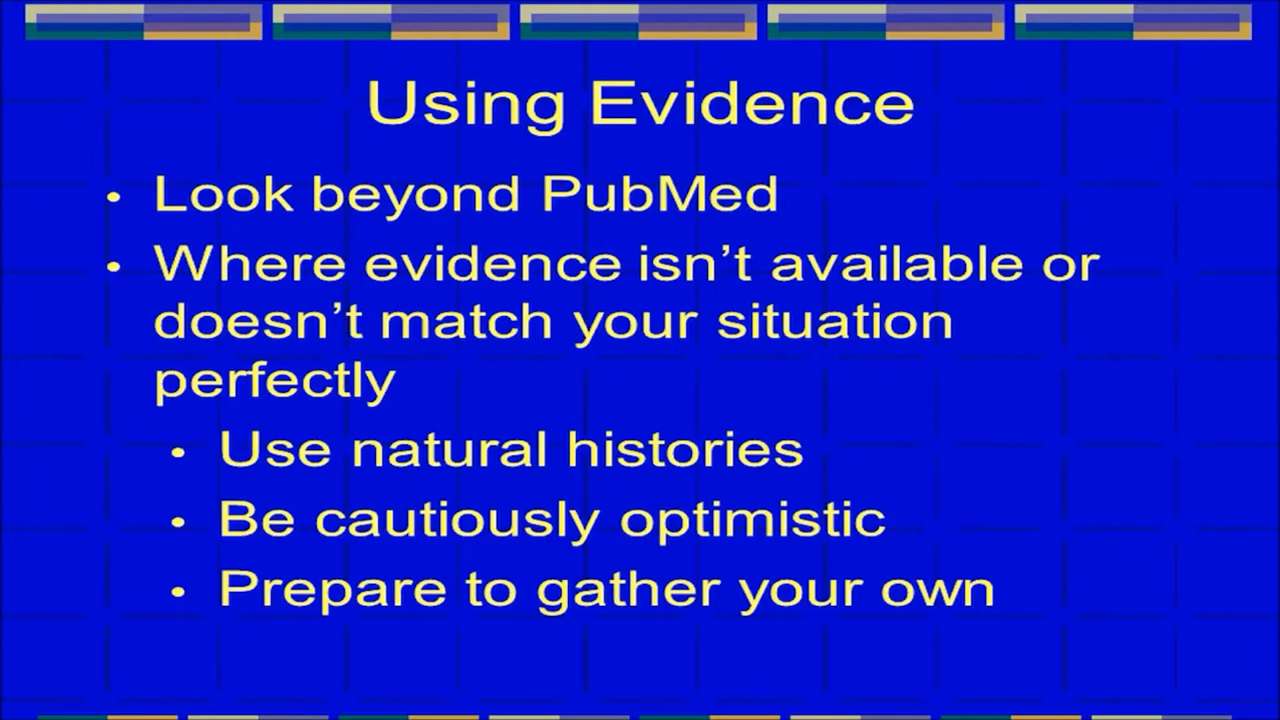 Using Evidence
• Look beyond PubMed
• Where evidence isn’t available or
doesn’t match your situation
perfectly
• Use natural histories
• Be cautiously optimistic
• Prepare to gather your own